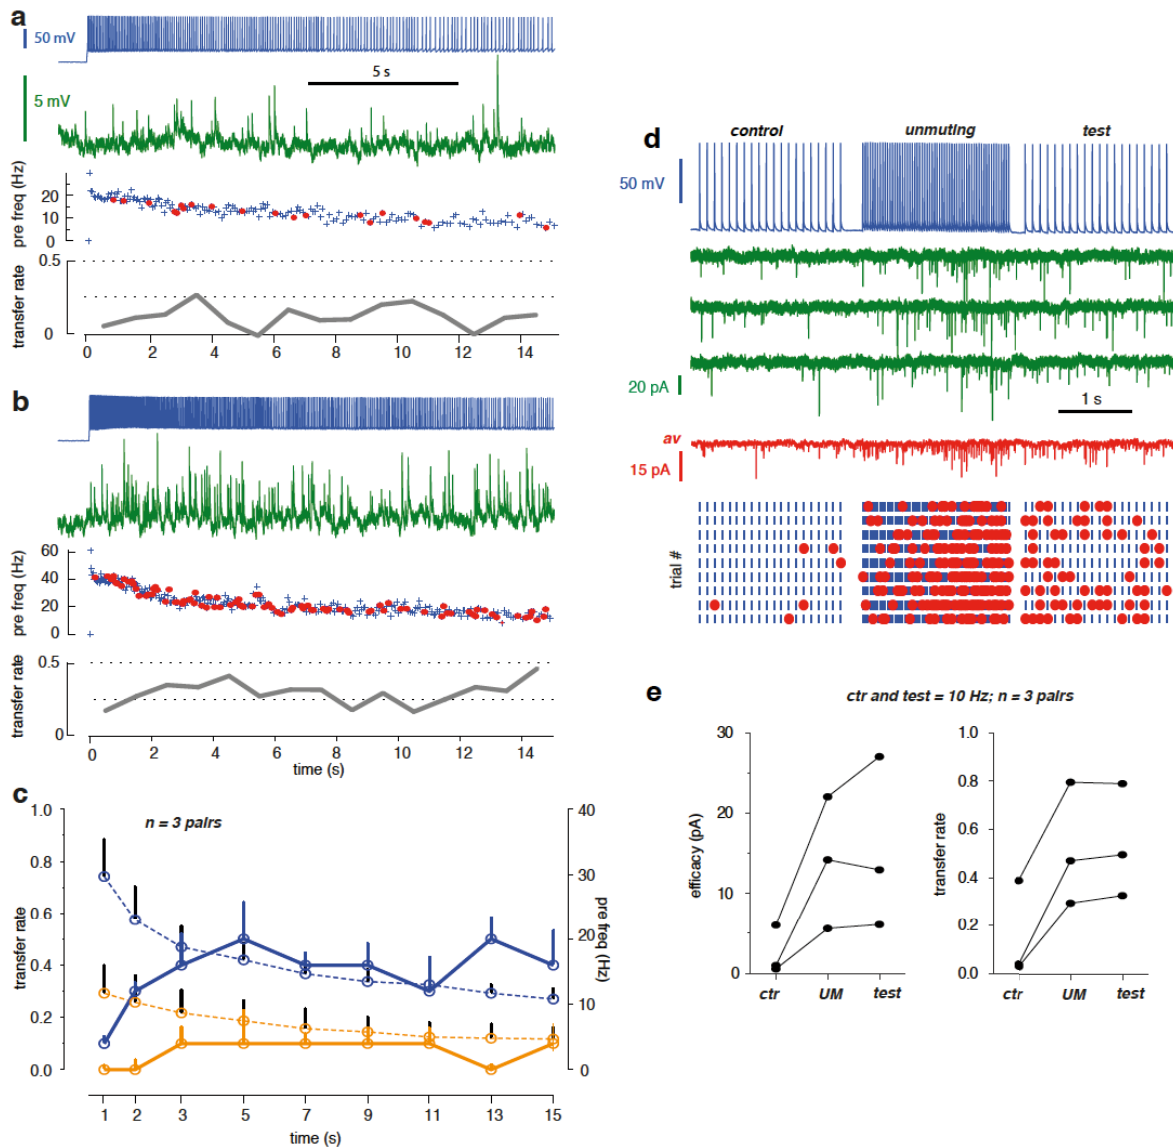 a
50 mV
5 s
5 mV
pre freq (Hz)
20
10
0
transfer rate
0.5
0
0 2 4 6 8 10 12 14
b
pre freq (Hz)
60
40
20
0
transfer rate
0.5
0
0 2 4 6 8 10 12 14
time (s)
c
n = 3 pairs
transfer rate
1.0
0.8
0.6
0.4
0.2
0.0
pre freq (Hz)
40
30
20
10
0
1 2 3 5 7 9 11 13 15
time (s)
d
control unmuting test
50 mV
20 pA
1 s
av
15 pA
trial #
e
ctr and test = 10 Hz; n = 3 pairs
efficacy (pA)
30
20
10
0
ctr UM test
transfer rate
1.0
0.8
0.6
0.4
0.2
0.0
ctr UM test